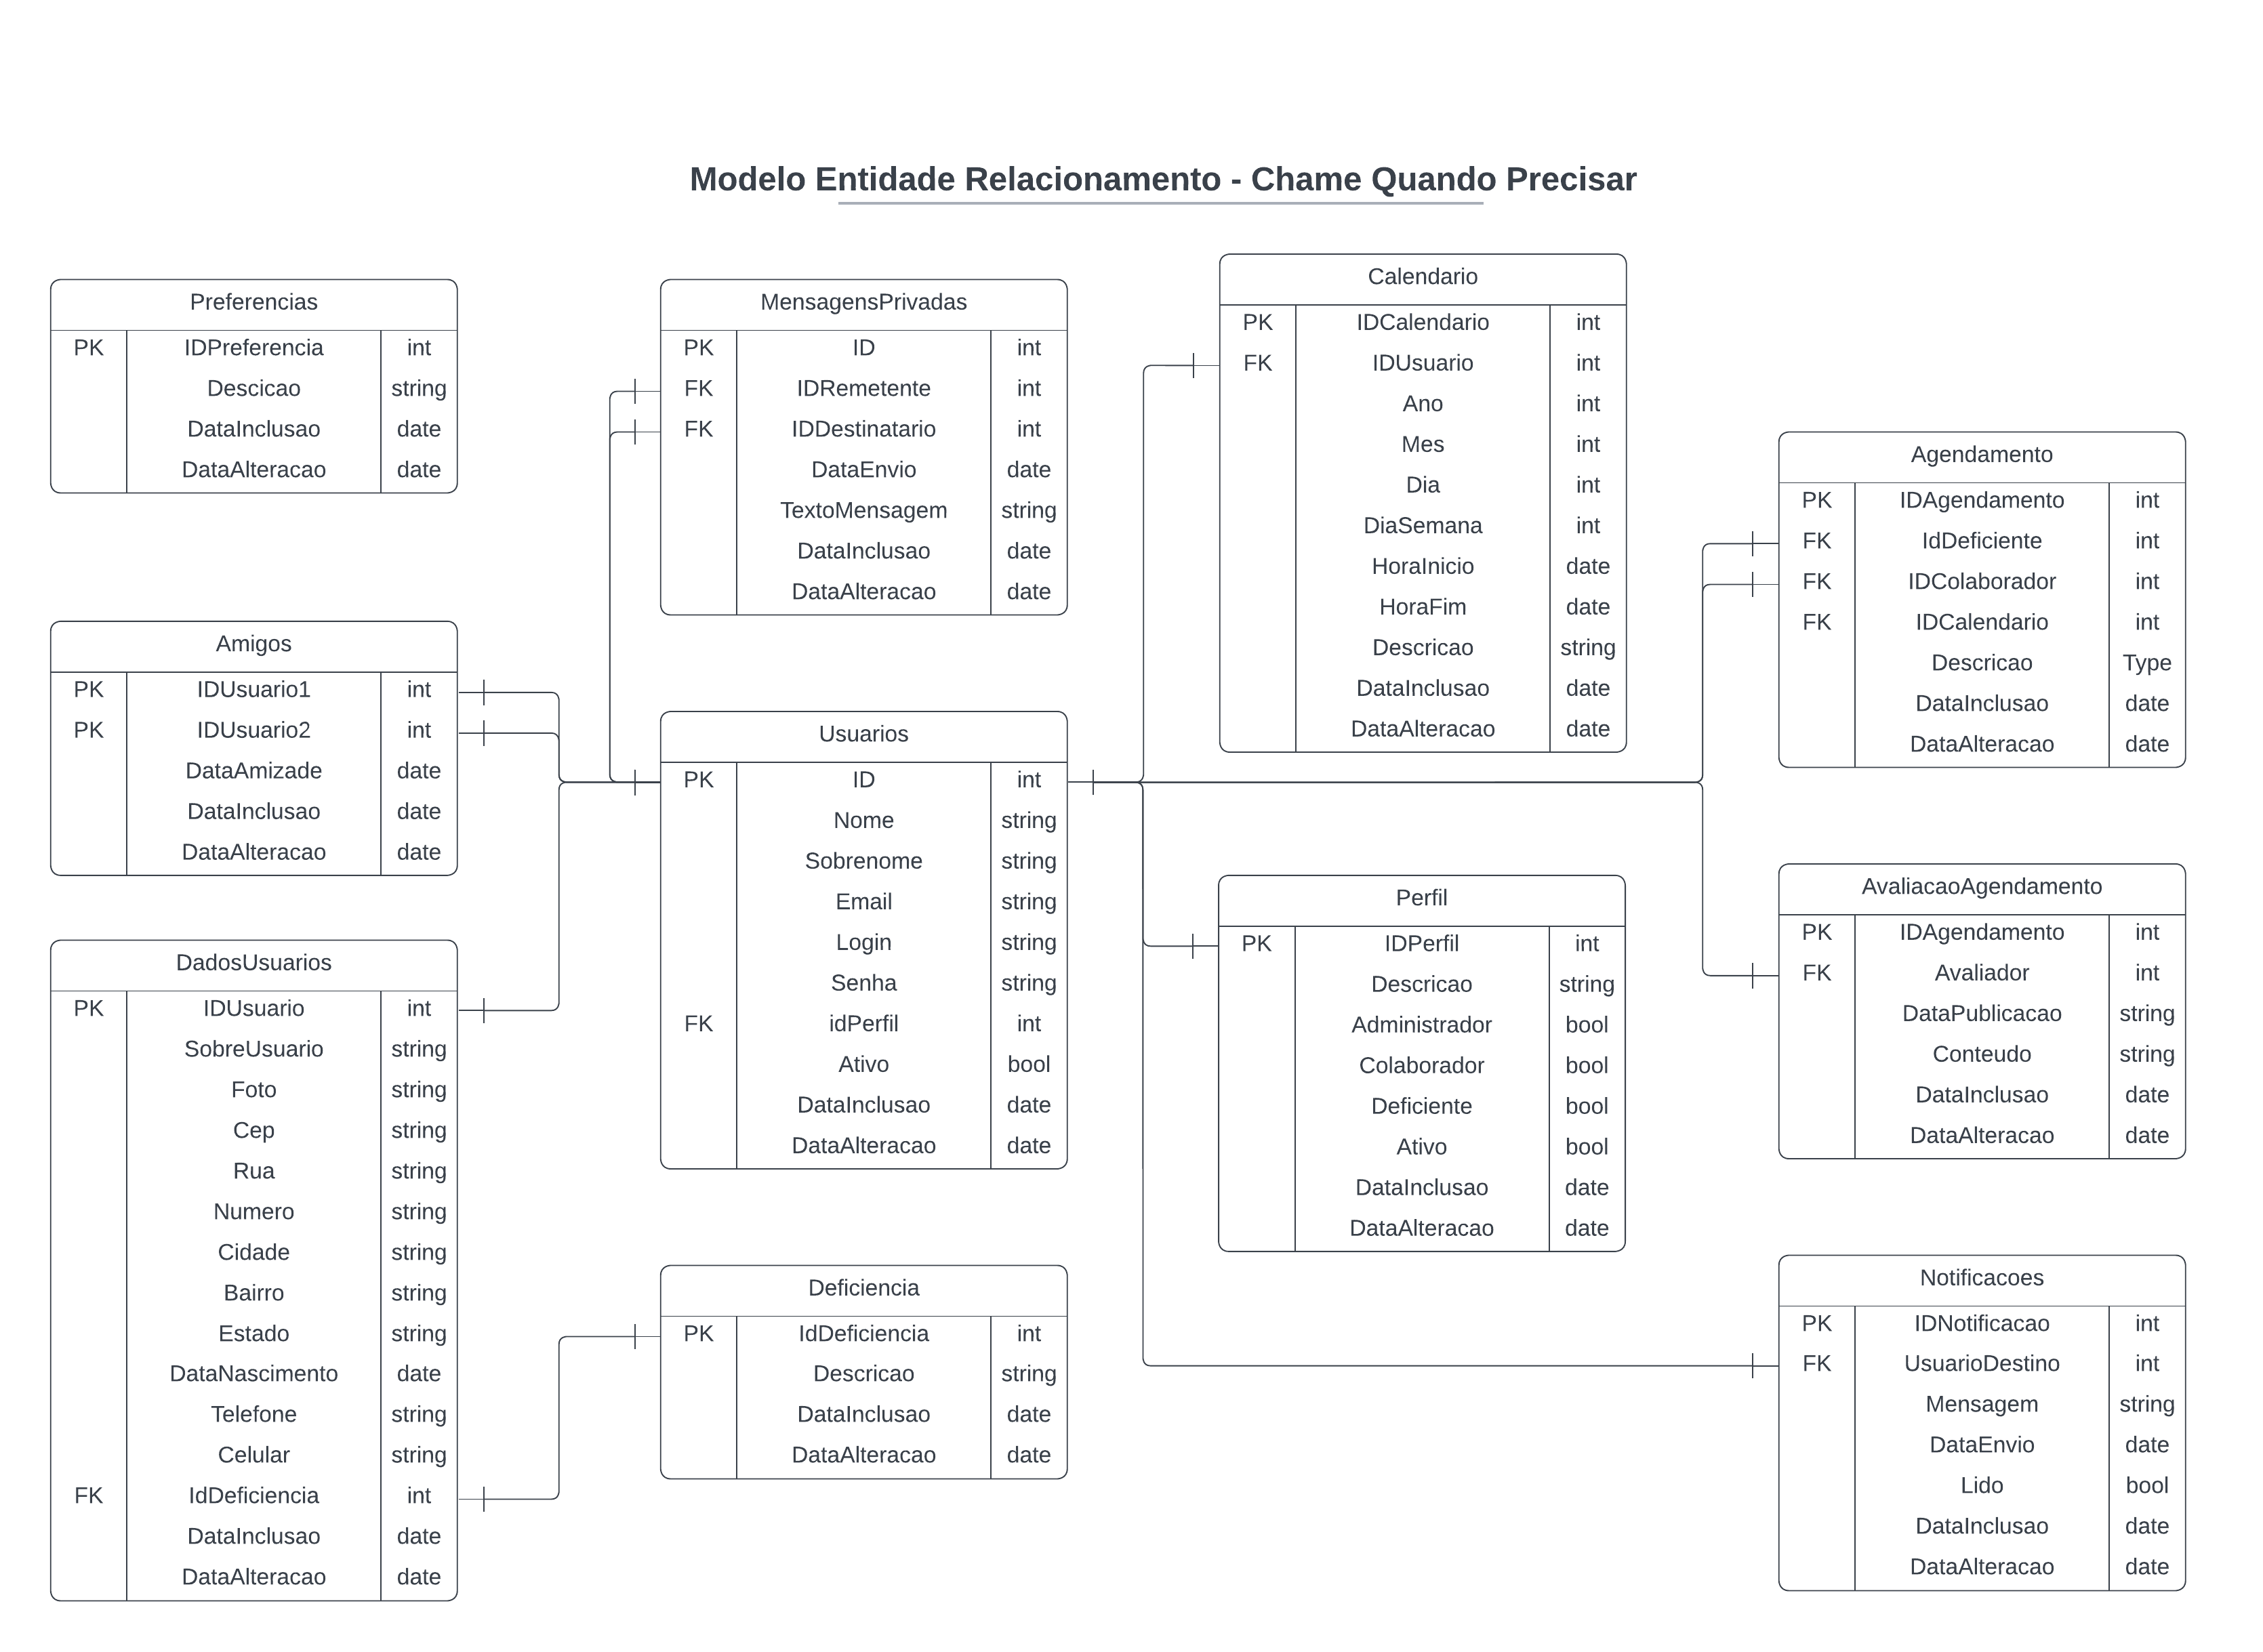 Modelo Entidade Relacionamento - Chame Quando Precisar
Preferencias
PK IDPreferencia int
Descicao string
DataInclusao date
DataAlteracao date
Amigos
PK IDUsuario1 int
PK IDUsuario2 int
DataAmizade date
DataInclusao date
DataAlteracao date
DadosUsuarios
PK IDUsuario int
SobreUsuario string
Foto string
Cep string
Rua string
Numero string
Cidade string
Bairro string
Estado string
DataNascimento date
Telefone string
Celular string
FK IdDeficiencia int
DataInclusao date
DataAlteracao date
MensagensPrivadas
PK ID int
FK IDRemetente int
FK IDDestinatario int
DataEnvio date
TextoMensagem string
DataInclusao date
DataAlteracao date
Usuarios
PK ID int
Nome string
Sobrenome string
Email string
Login string
Senha string
FK idPerfil int
Ativo bool
DataInclusao date
DataAlteracao date
Deficiencia
PK IdDeficiencia int
Descricao string
DataInclusao date
DataAlteracao date
Calendario
PK IDCalendario int
FK IDUsuario int
Ano int
Mes int
Dia int
DiaSemana int
HoraInicio date
HoraFim date
Descricao string
DataInclusao date
DataAlteracao date
Perfil
PK IDPerfil int
Descricao string
Administrador bool
Colaborador bool
Deficiente bool
Ativo bool
DataInclusao date
DataAlteracao date
Agendamento
PK IDAgendamento int
FK IdDeficiente int
FK IDColaborador int
FK IDCalendario int
Descricao Type
DataInclusao date
DataAlteracao date
AvaliacaoAgendamento
PK IDAgendamento int
FK Avaliador int
DataPublicacao string
Conteudo string
DataInclusao date
DataAlteracao date
Notificacoes
PK IDNotificacao int
FK UsuarioDestino int
Mensagem string
DataEnvio date
Lido bool
DataInclusao date
DataAlteracao date